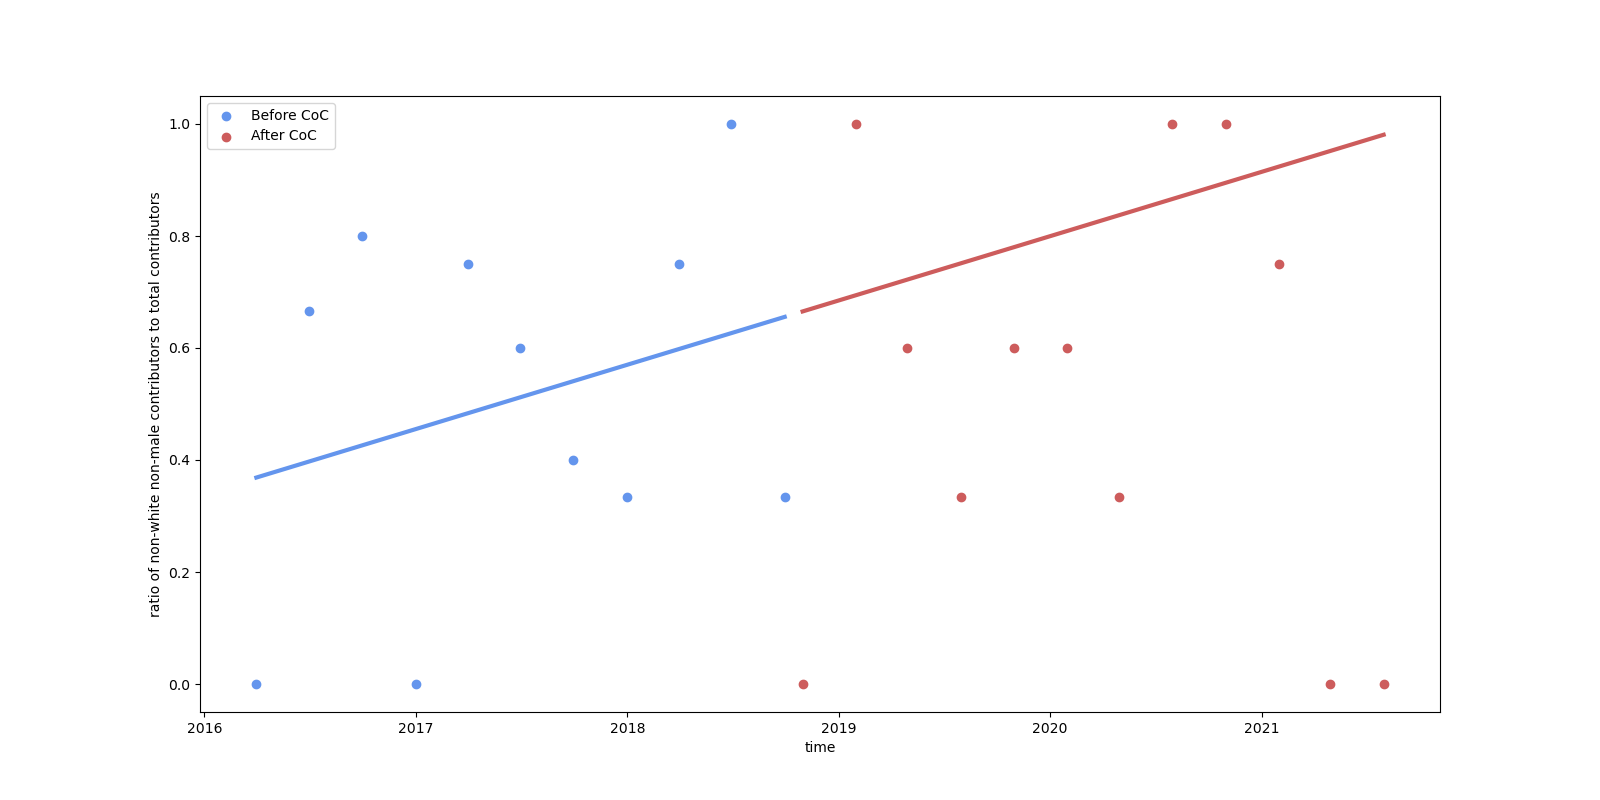 Before CoC
After CoC
ratio of non-white non-male contributors to total contributors
1.0
0.8
0.6
0.4
0.2
0.0
2016 2017 2018 2019 2020 2021
time